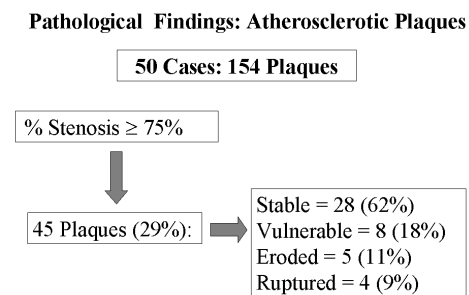 Pathological Findings: Atherosclerotic Plaques
50 Cases: 154 Plaques
% Stenosis ≥ 75%
45 Plaques (29%):
Stable = 28 (62%)
Vulnerable = 8 (18%)
Eroded = 5 (11%)
Ruptured = 4 (9%)